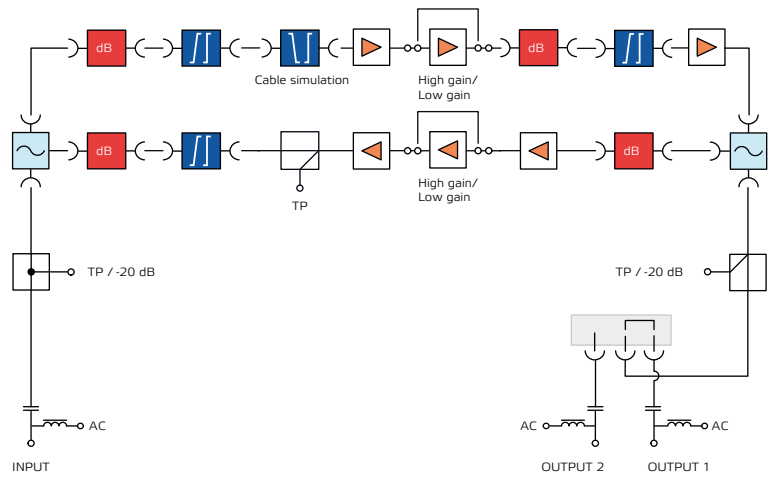 dB
dB
Cable simulation
High gain/
Low gain
dB
dB
High gain/
Low gain
TP
TP / -20 dB
TP / -20 dB
AC
AC
AC
INPUT
OUTPUT 2
OUTPUT 1